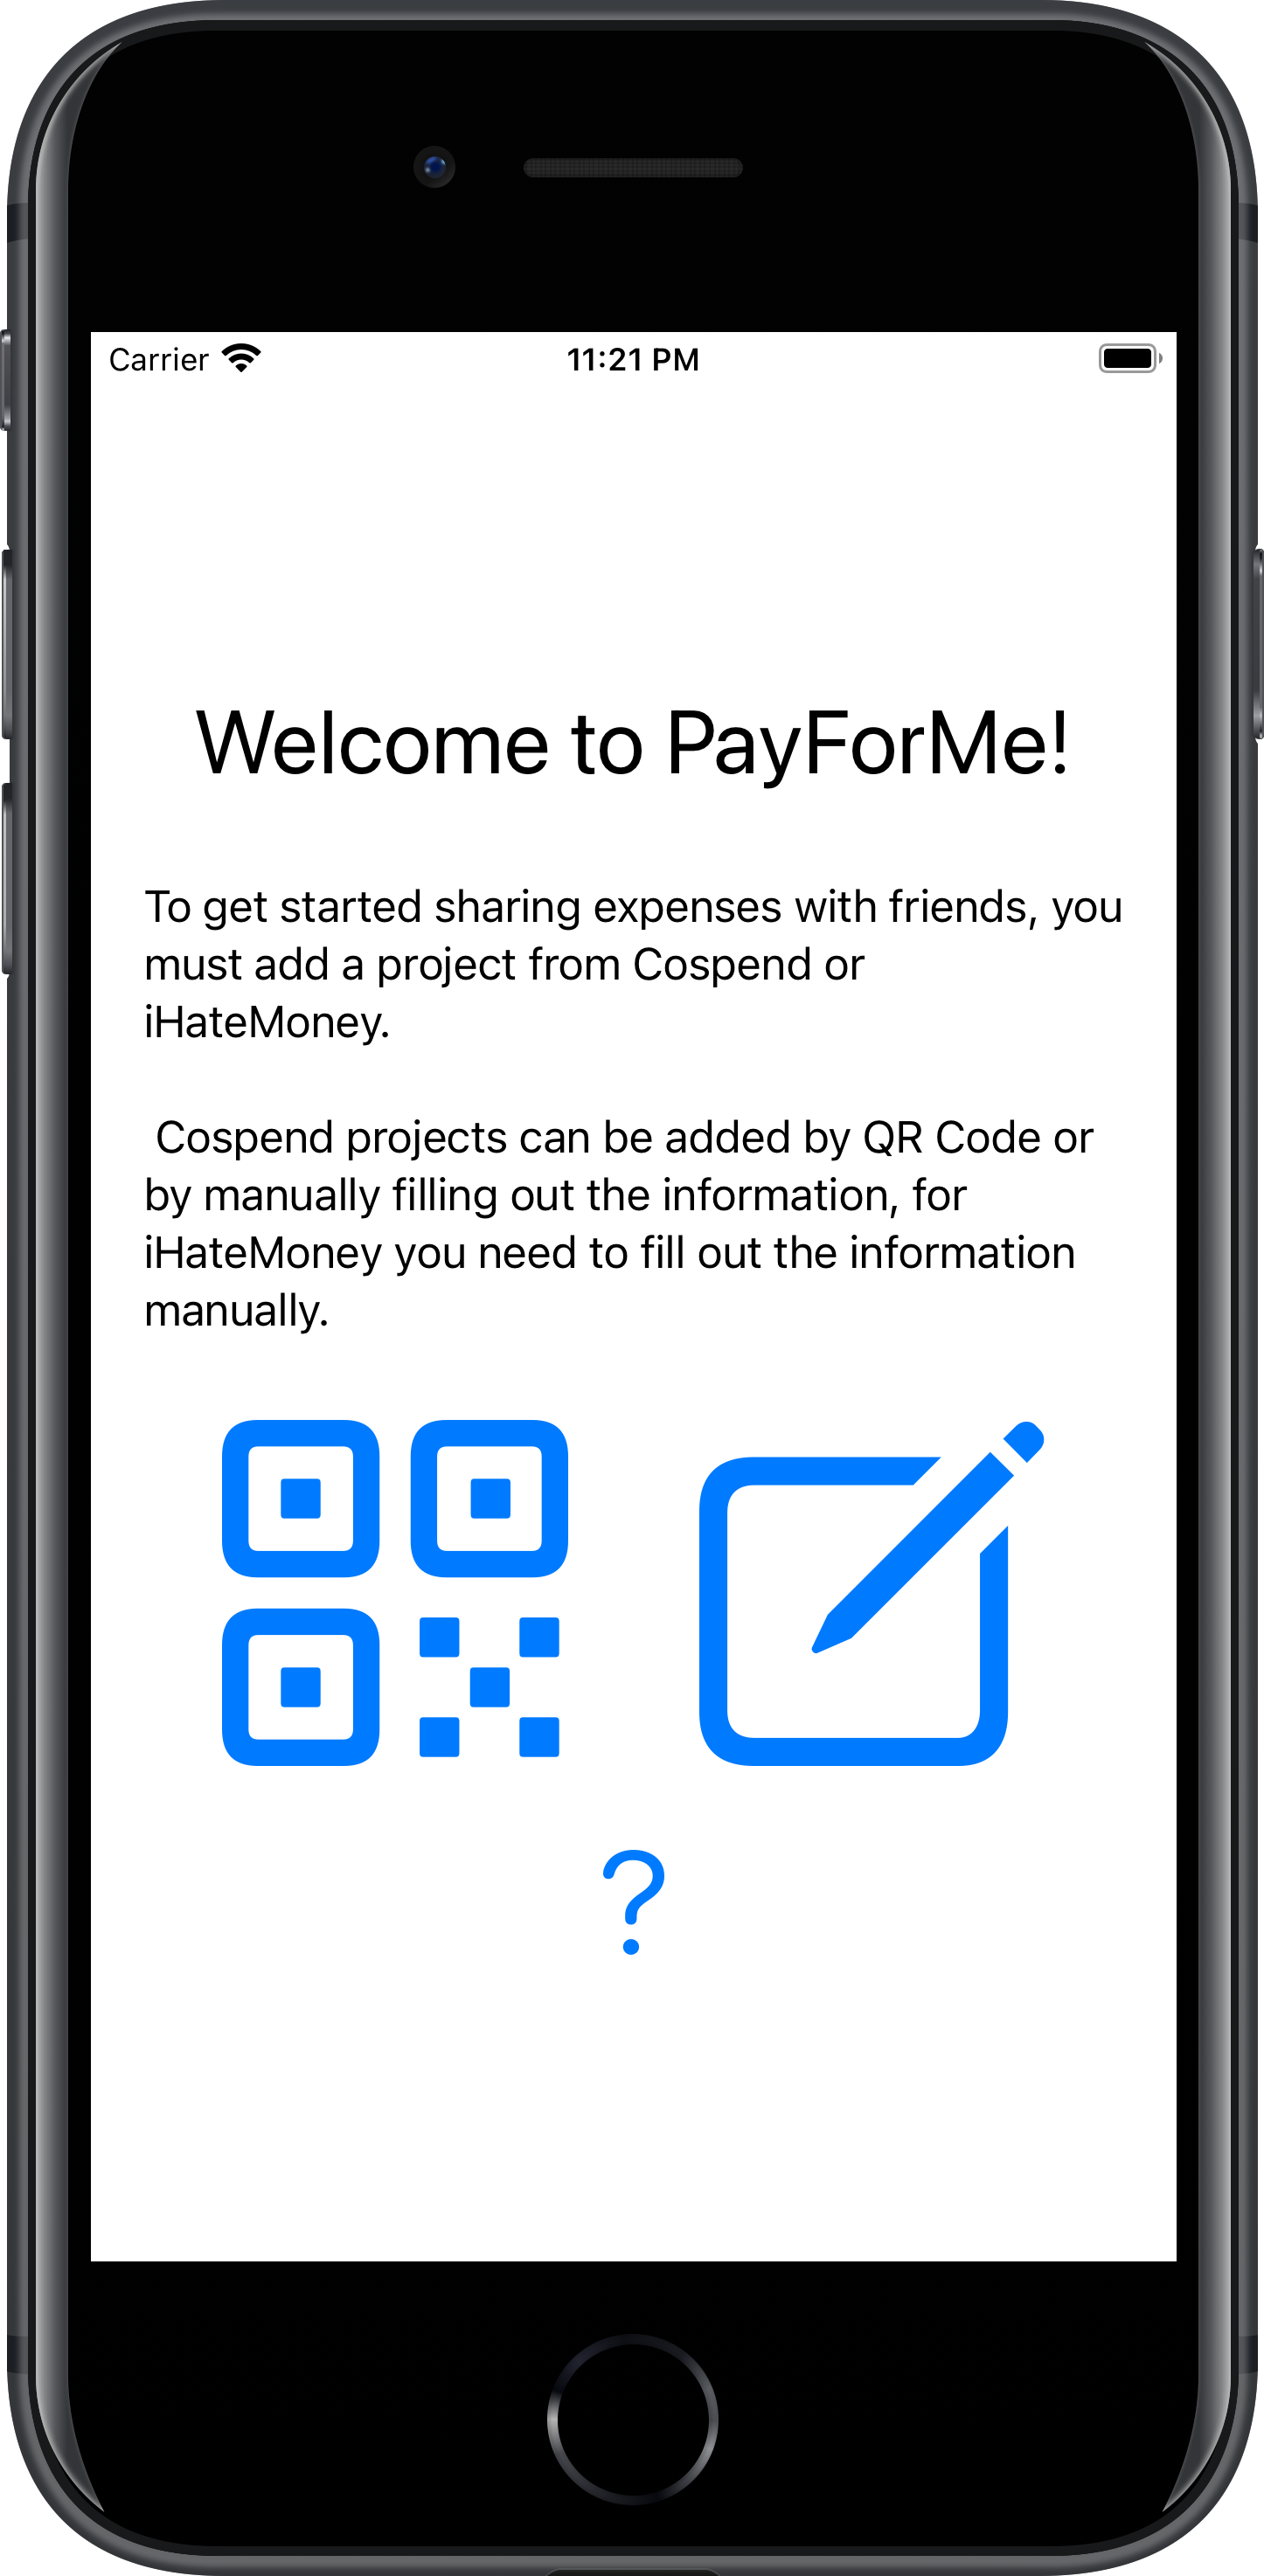 Carrier 11:21 PM
Welcome to PayForMe!
To get started sharing expenses with friends, you
must add a project from Cospend or
iHateMoney.
Cospend projects can be added by QR Code or
by manually filling out the information, for
iHateMoney you need to fill out the information
manually.
?